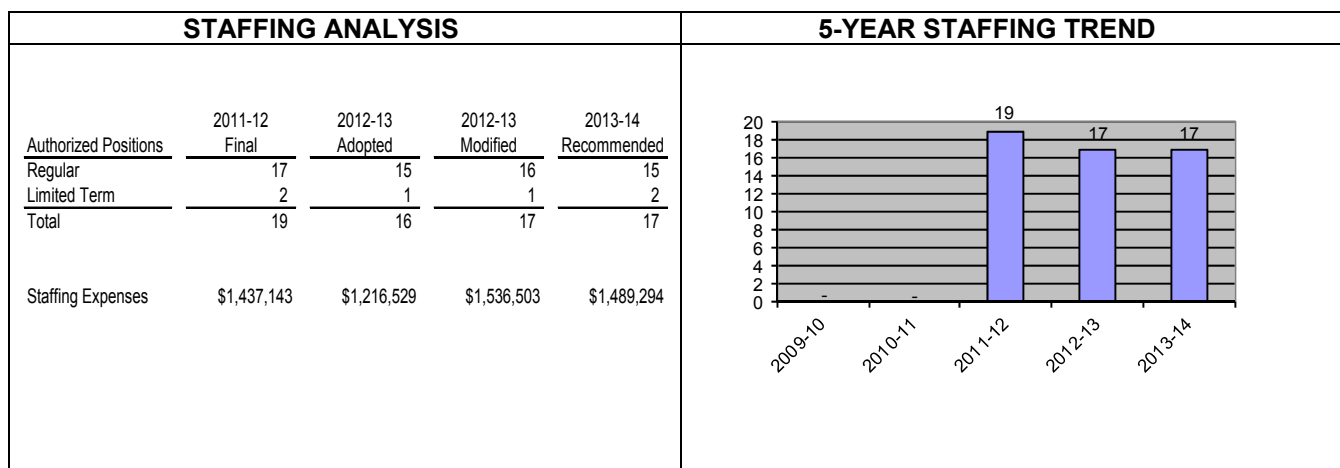 STAFFING ANALYSIS
2011-12 2012-13 2012-13 2013-14
Authorized Positions Final Adopted Modified Recommended
Regular 17 15 16 15
Limited Term 2 1 1 2
Total 19 16 17 17
Staffing Expenses $1,437,143 $1,216,529 $1,536,503 $1,489,294
5-YEAR STAFFING TREND
20
18
16
14
12
10
8
6
4
2
0
- - 19 17 17
2009-10 2010-11 2011-12 2012-13 2013-14